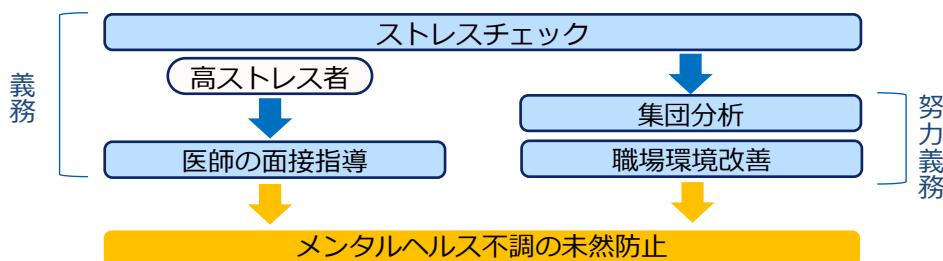 ストレスチェック
義務
高ストレス者
医師の面接指導
集団分析
職場環境改善
努力義務
メンタルヘルス不調の未然防止